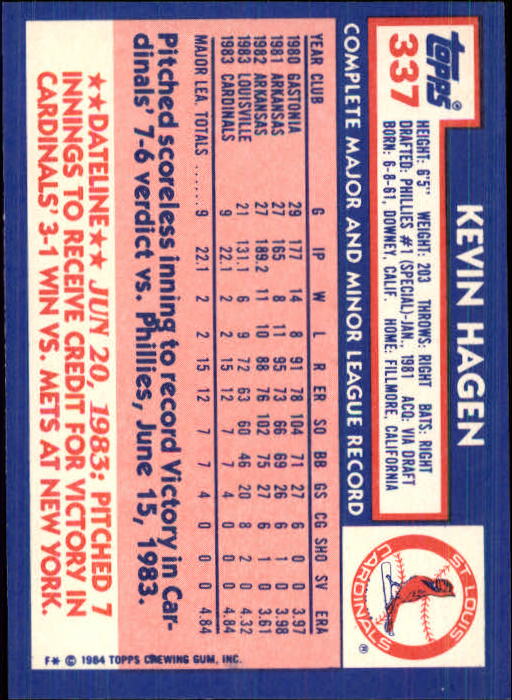 topps®
337
KEVIN HAGEN
HEIGHT: 6'5" WEIGHT: 203 THROWS: RIGHT BATS: RIGHT
DRAFTED: PHILLIES #1 (SPECIAL)-JAN., 1981 ACQ: VIA DRAFT
BORN: 6-8-61, DOWNEY, CALIF. HOME: FILLMORE, CALIFORNIA
ST. LOUIS
CARDINALS®
COMPLETE MAJOR AND MINOR LEAGUE RECORD
YEAR CLUB G IP W L R ER SO BB GS CG SHO SV ERA
1980 GASTONIA 29 177 14 8 91 78 104 71 27 6 0 0 3.97
1981 ARKANSAS 27 165 8 11 95 73 66 69 26 6 1 0 3.98
1982 ARKANSAS 27 189.2 11 10 88 76 102 75 27 6 1 0 3.61
1983 LOUISVILLE 21 131.1 6 9 72 63 60 46 20 8 2 0 4.32
1983 CARDINALS 9 22.1 2 2 15 12 7 7 4 0 0 0 4.84
MAJOR LEA. TOTALS ...... 9 22.1 2 2 15 12 7 7 4 0 0 0 4.84
Pitched scoreless inning to record Victory in Car-
dinals' 7-6 verdict vs. Phillies, June 15, 1983.
★★DATELINE★★ JUN 20, 1983: PITCHED 7
INNINGS TO RECEIVE CREDIT FOR VICTORY IN
CARDINALS' 3-1 WIN VS. METS AT NEW YORK.
F* © 1984 TOPPS CHEWING GUM, INC.